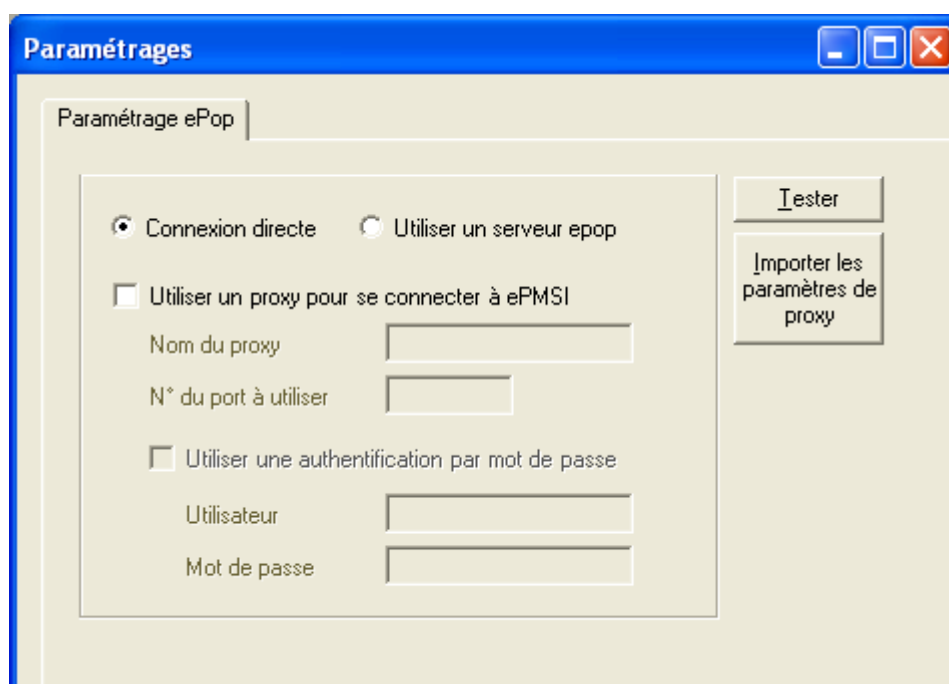 Paramétrages
Paramétrage ePop
Connexion directe
Utiliser un serveur epop
Tester
Utiliser un proxy pour se connecter à ePMSI
Importer les
paramètres de
proxy
Nom du proxy
N° du port à utiliser
Utiliser une authentification par mot de passe
Utilisateur
Mot de passe